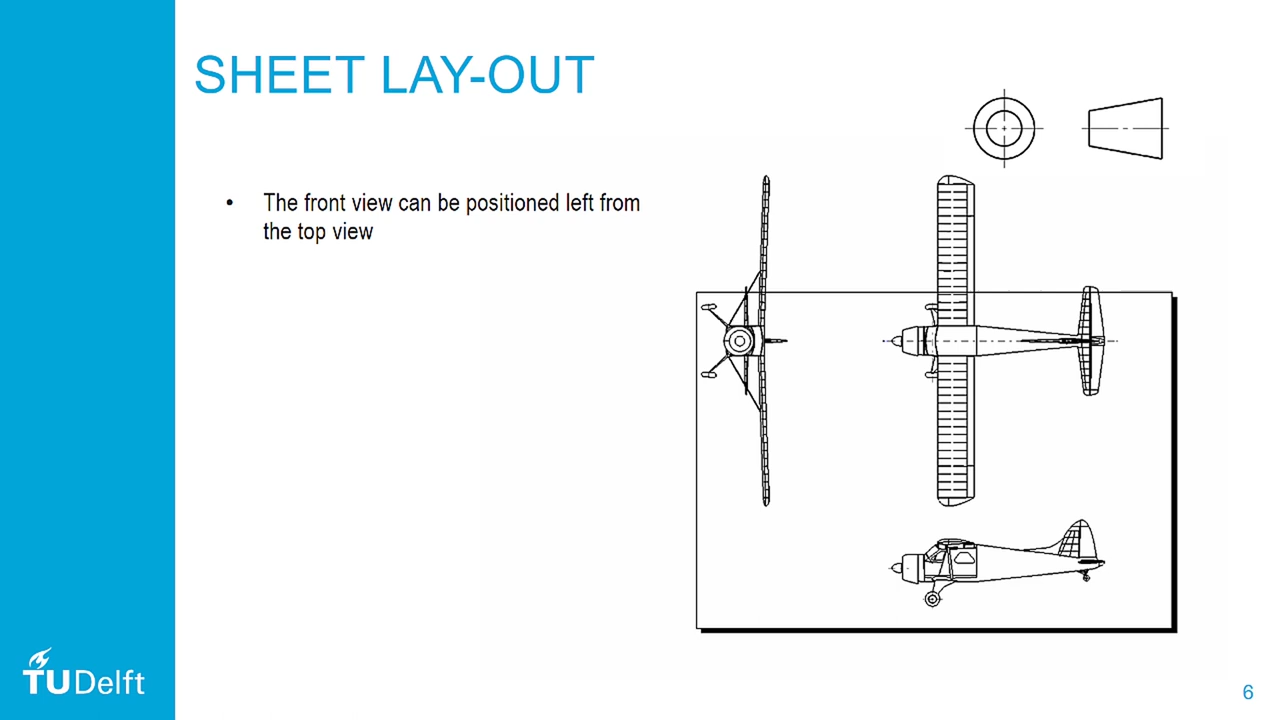 SHEET LAY-OUT
• The front view can be positioned left from
the top view
TUDelft
6